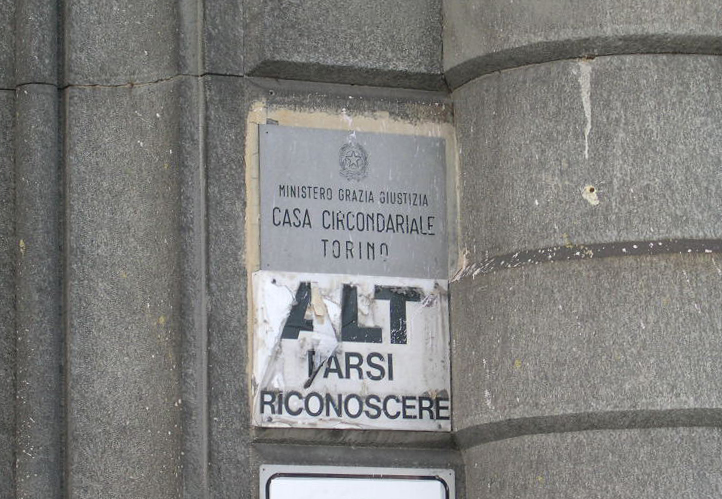 MINISTERO GRAZIA GIUSTIZIA
CASA CIRCONDARIALE
TORINO
ALT
FARSI
RICONOSCERE